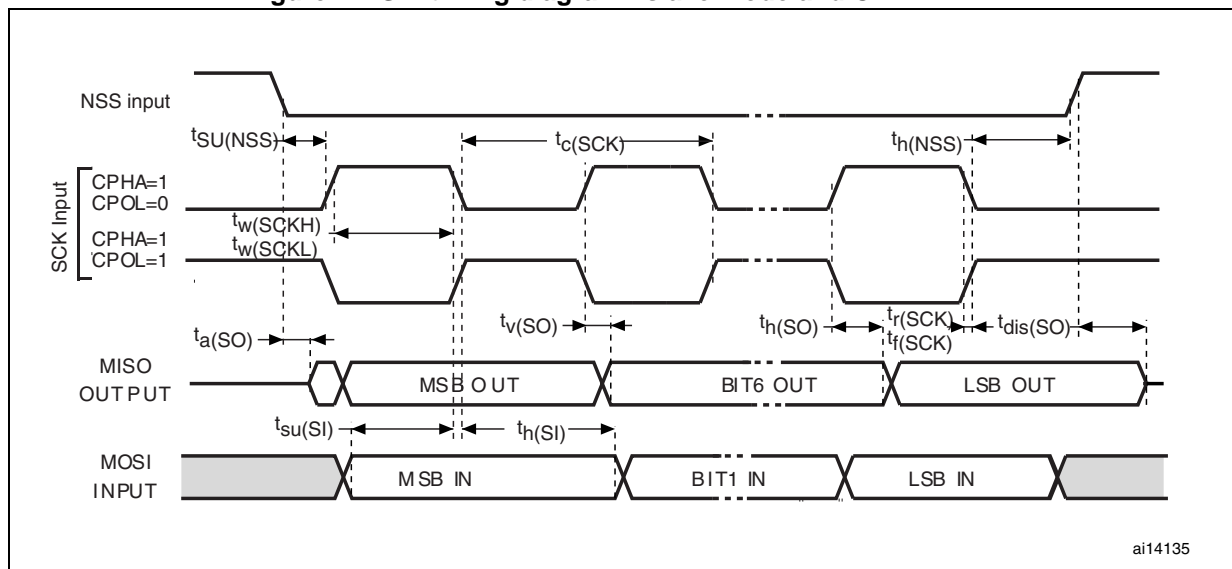 NSS input
tSU(NSS)
tc(SCK)
th(NSS)
SCK Input
CPHA=1
CPOL=0
tw(SCKH)
tw(SCKL)
CPHA=1
CPOL=1
ta(SO)
tv(SO)
th(SO)
tr(SCK)
tf(SCK)
tdis(SO)
MISO
OUTPUT
MSB OUT
BIT6 OUT
LSB OUT
tsu(SI)
th(SI)
MOSI
INPUT
MSB IN
BIT1 IN
LSB IN
ai14135